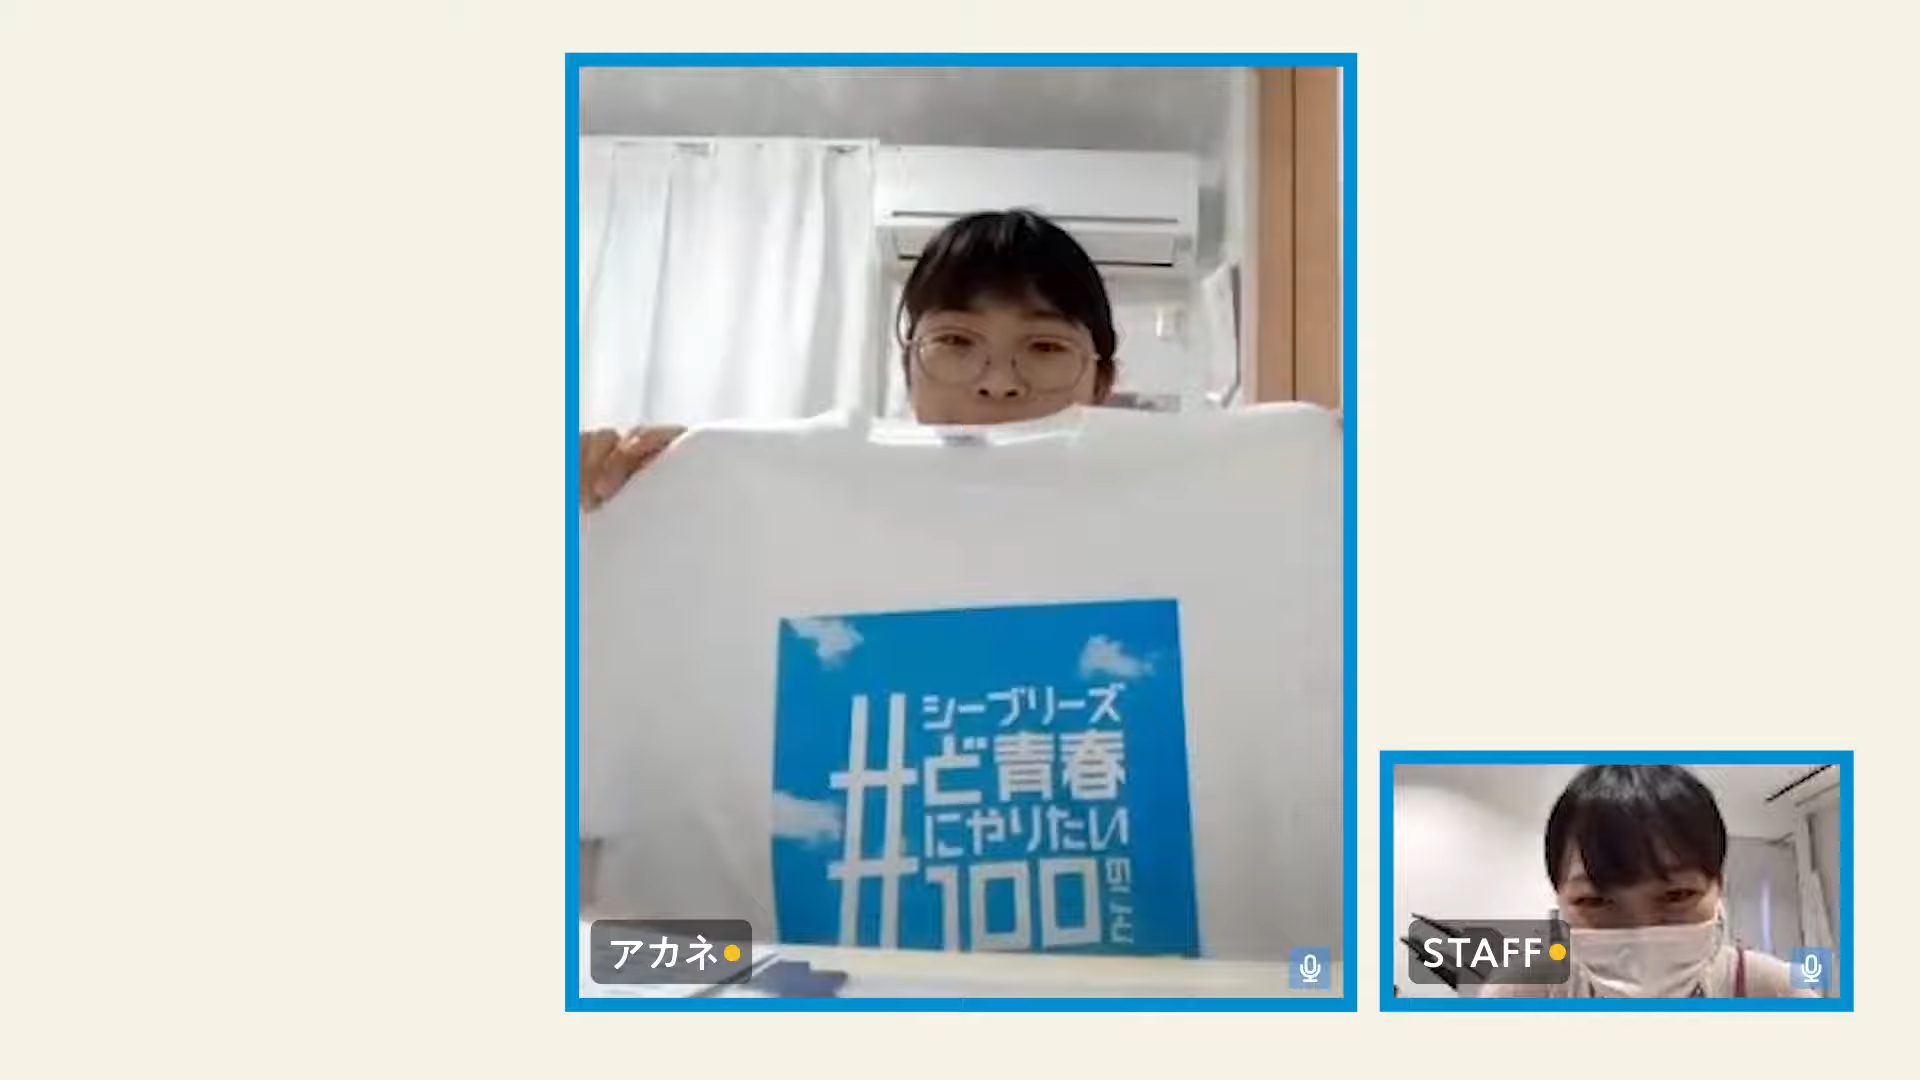 #シーブリーズ
ど青春
にやりたい
#100のこと
アカネ
STAFF